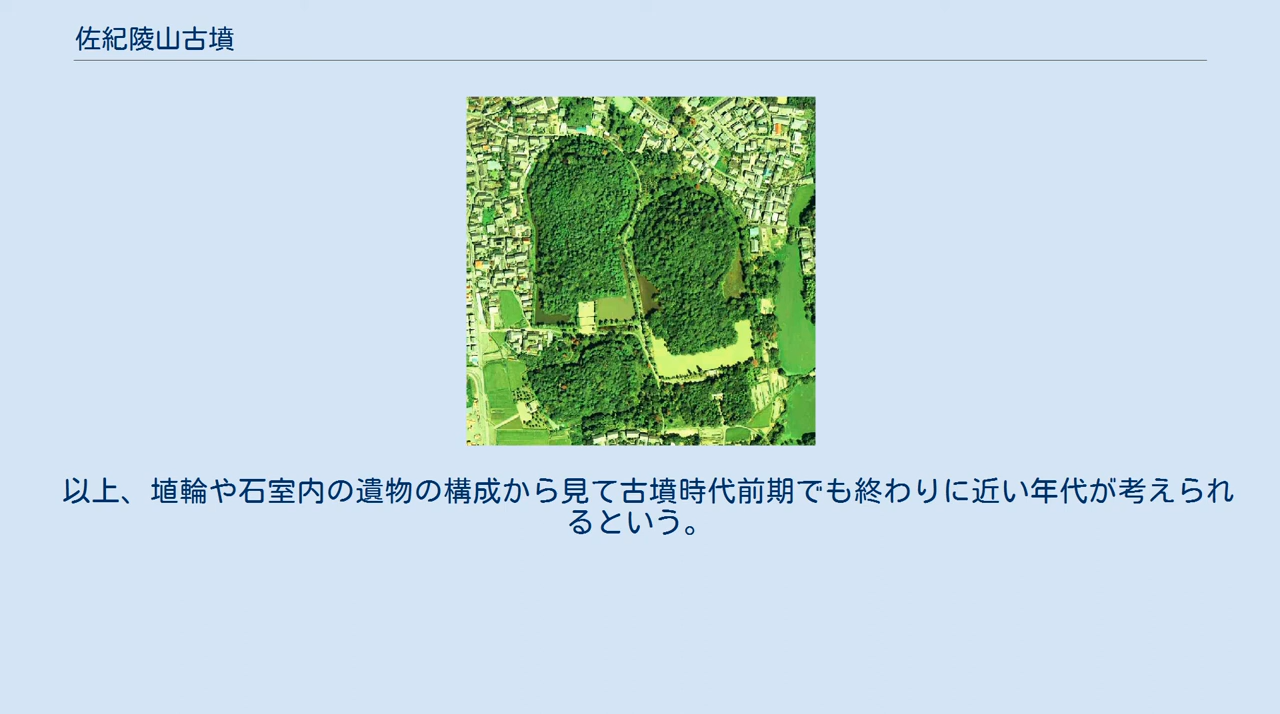 佐紀陵山古墳
以上、埴輪や石室内の遺物の構成から見て古墳時代前期でも終わりに近い年代が考えられ
るという。